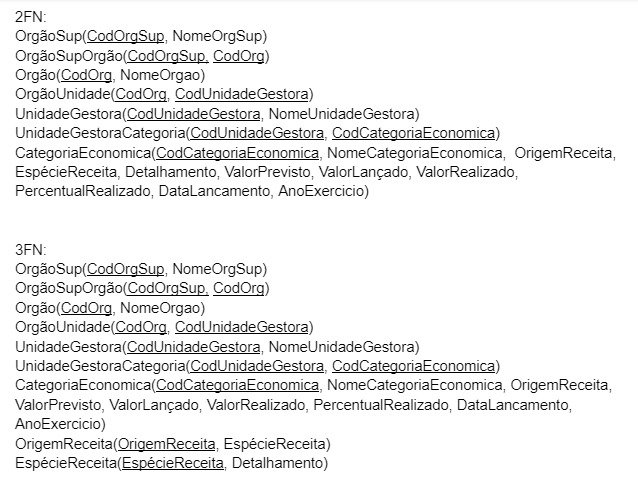 2FN:
OrgãoSup(CodOrgSup, NomeOrgSup)
OrgãoSupOrgão(CodOrgSup, CodOrg)
Orgão(CodOrg, NomeOrgao)
OrgãoUnidade(CodOrg, CodUnidadeGestora)
UnidadeGestora(CodUnidadeGestora, NomeUnidadeGestora)
UnidadeGestoraCategoria(CodUnidadeGestora, CodCategoriaEconomica)
CategoriaEconomica(CodCategoriaEconomica, NomeCategoriaEconomica, OrigemReceita,
EspécieReceita, Detalhamento, ValorPrevisto, ValorLançado, ValorRealizado,
PercentualRealizado, DataLancamento, AnoExercicio)
3FN:
OrgãoSup(CodOrgSup, NomeOrgSup)
OrgãoSupOrgão(CodOrgSup, CodOrg)
Orgão(CodOrg, NomeOrgao)
OrgãoUnidade(CodOrg, CodUnidadeGestora)
UnidadeGestora(CodUnidadeGestora, NomeUnidadeGestora)
UnidadeGestoraCategoria(CodUnidadeGestora, CodCategoriaEconomica)
CategoriaEconomica(CodCategoriaEconomica, NomeCategoriaEconomica, OrigemReceita,
ValorPrevisto, ValorLançado, ValorRealizado, PercentualRealizado, DataLancamento,
AnoExercicio)
OrigemReceita(OrigemReceita, EspécieReceita)
EspécieReceita(EspécieReceita, Detalhamento)